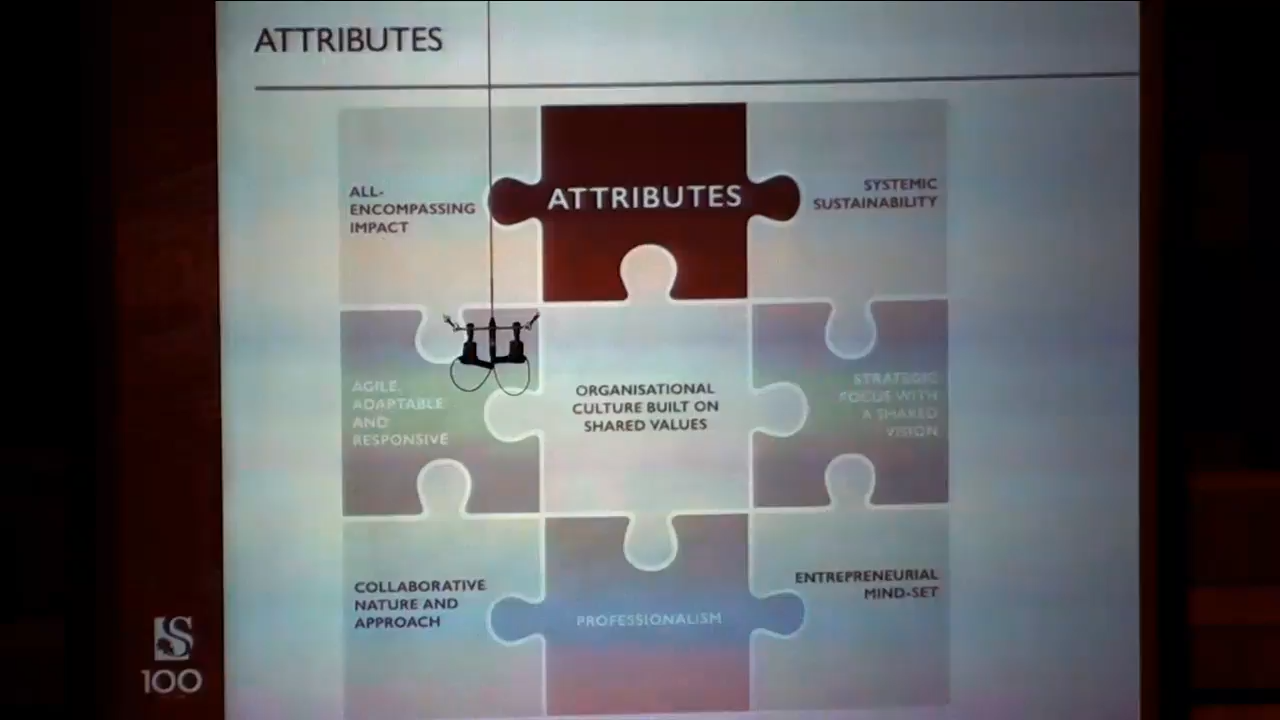 ATTRIBUTES
ALL-
ENCOMPASSING
IMPACT
ATTRIBUTES
SYSTEMIC
SUSTAINABILITY
AGILE,
ADAPTABLE
AND
RESPONSIVE
ORGANISATIONAL
CULTURE BUILT ON
SHARED VALUES
STRATEGIC
FOCUS WITH
A SHARED
VISION
COLLABORATIVE
NATURE AND
APPROACH
PROFESSIONALISM
ENTREPRENEURIAL
MIND-SET
S
100